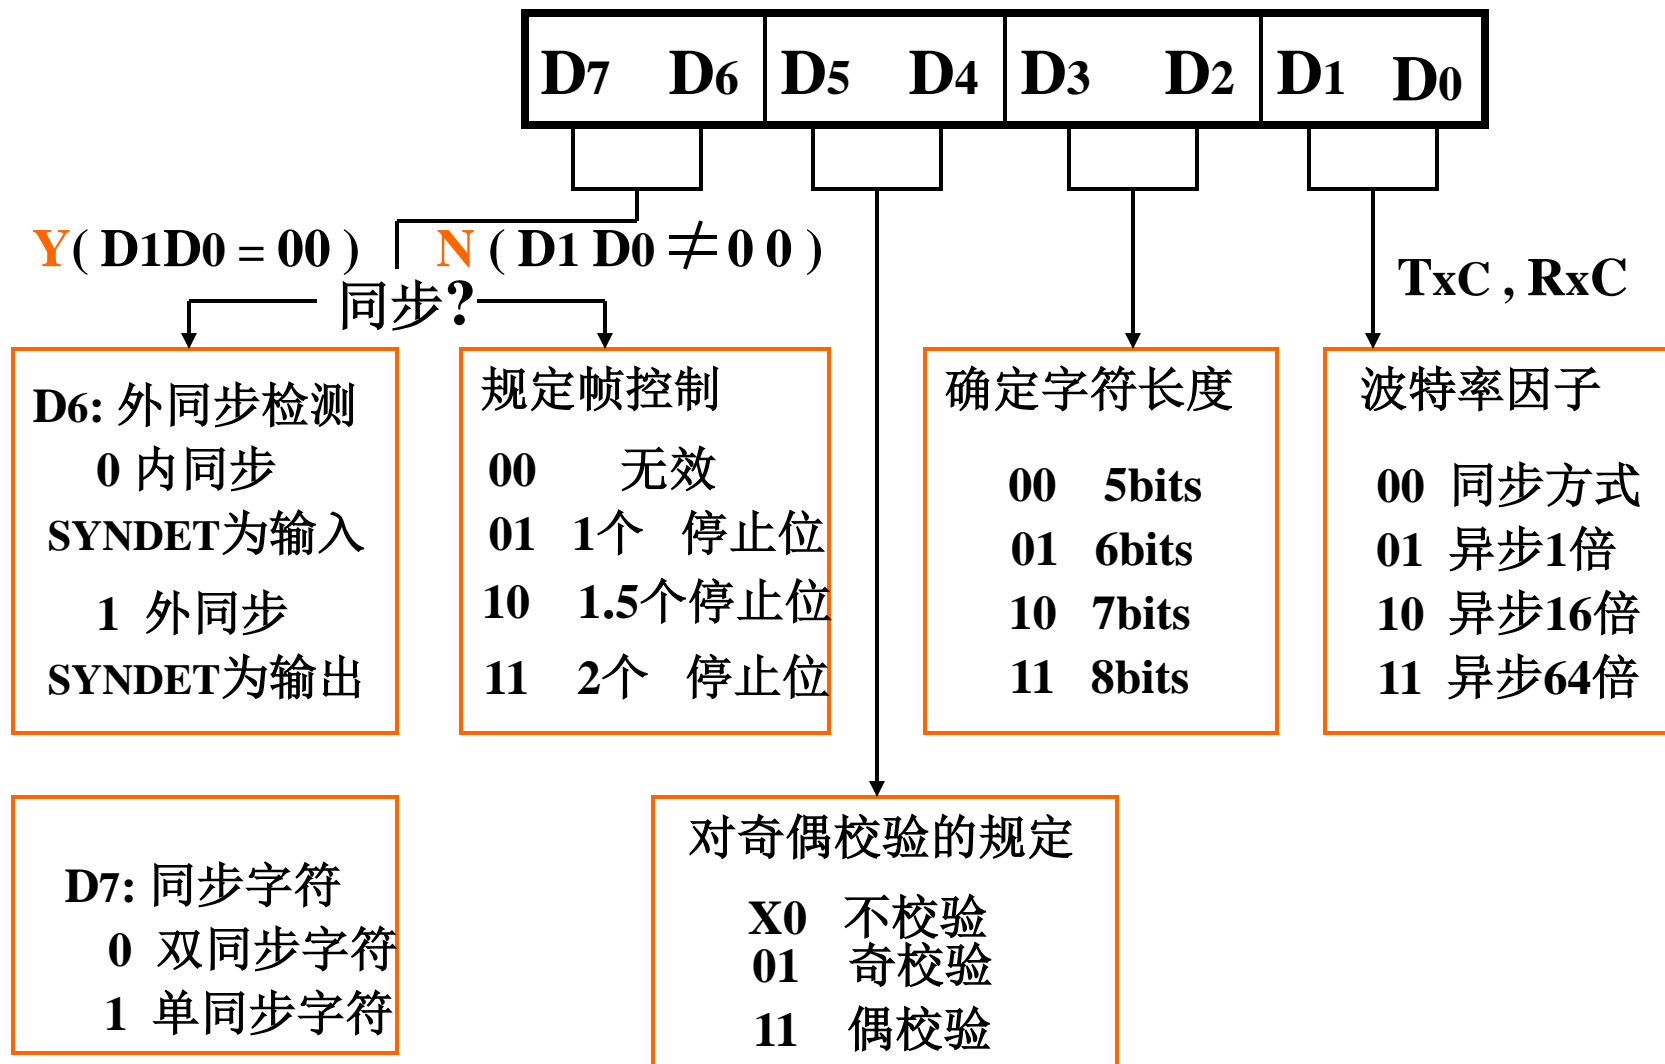 D7 D6 D5 D4 D3 D2 D1 D0
Y( D1D0 = 00 )
N ( D1 D0 ≠ 0 0 )
同步?
TxC , RxC
D6: 外同步检测
0 内同步
SYNDET为输入
1 外同步
SYNDET为输出
规定帧控制
00 无效
01 1个 停止位
10 1.5个停止位
11 2个 停止位
确定字符长度
00 5bits
01 6bits
10 7bits
11 8bits
波特率因子
00 同步方式
01 异步1倍
10 异步16倍
11 异步64倍
D7: 同步字符
0 双同步字符
1 单同步字符
对奇偶校验的规定
X0 不校验
01 奇校验
11 偶校验